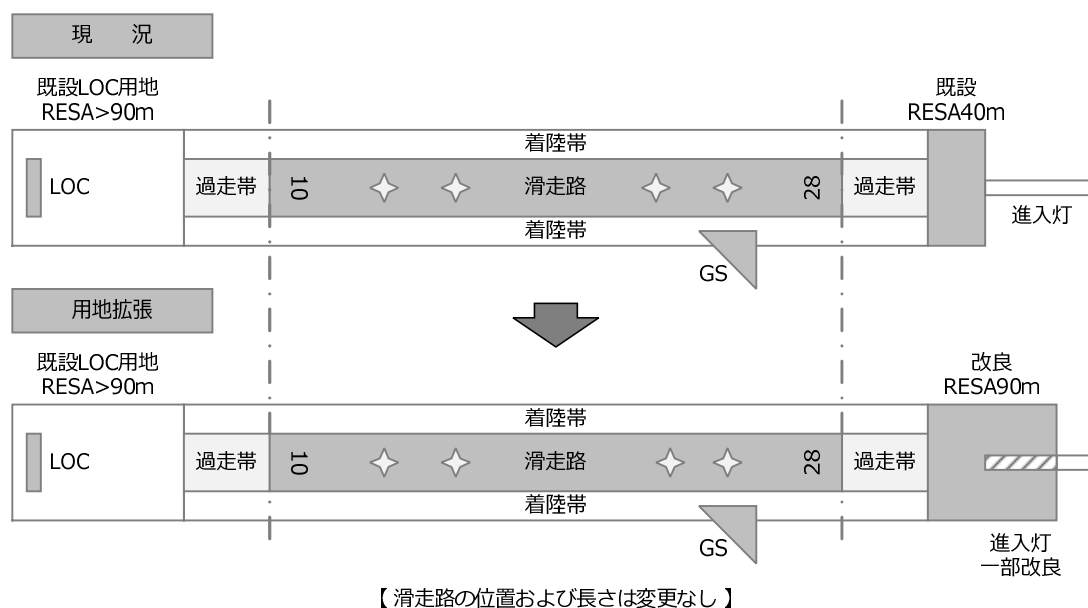 現　　況
既設LOC用地
RESA>90m
既設
RESA40m
着陸帯
LOC
過走帯
10
滑走路
28
過走帯
進入灯
着陸帯
GS
用地拡張
既設LOC用地
RESA>90m
改良
RESA90m
着陸帯
LOC
過走帯
10
滑走路
28
過走帯
着陸帯
GS
進入灯
一部改良
【 滑走路の位置および長さは変更なし 】